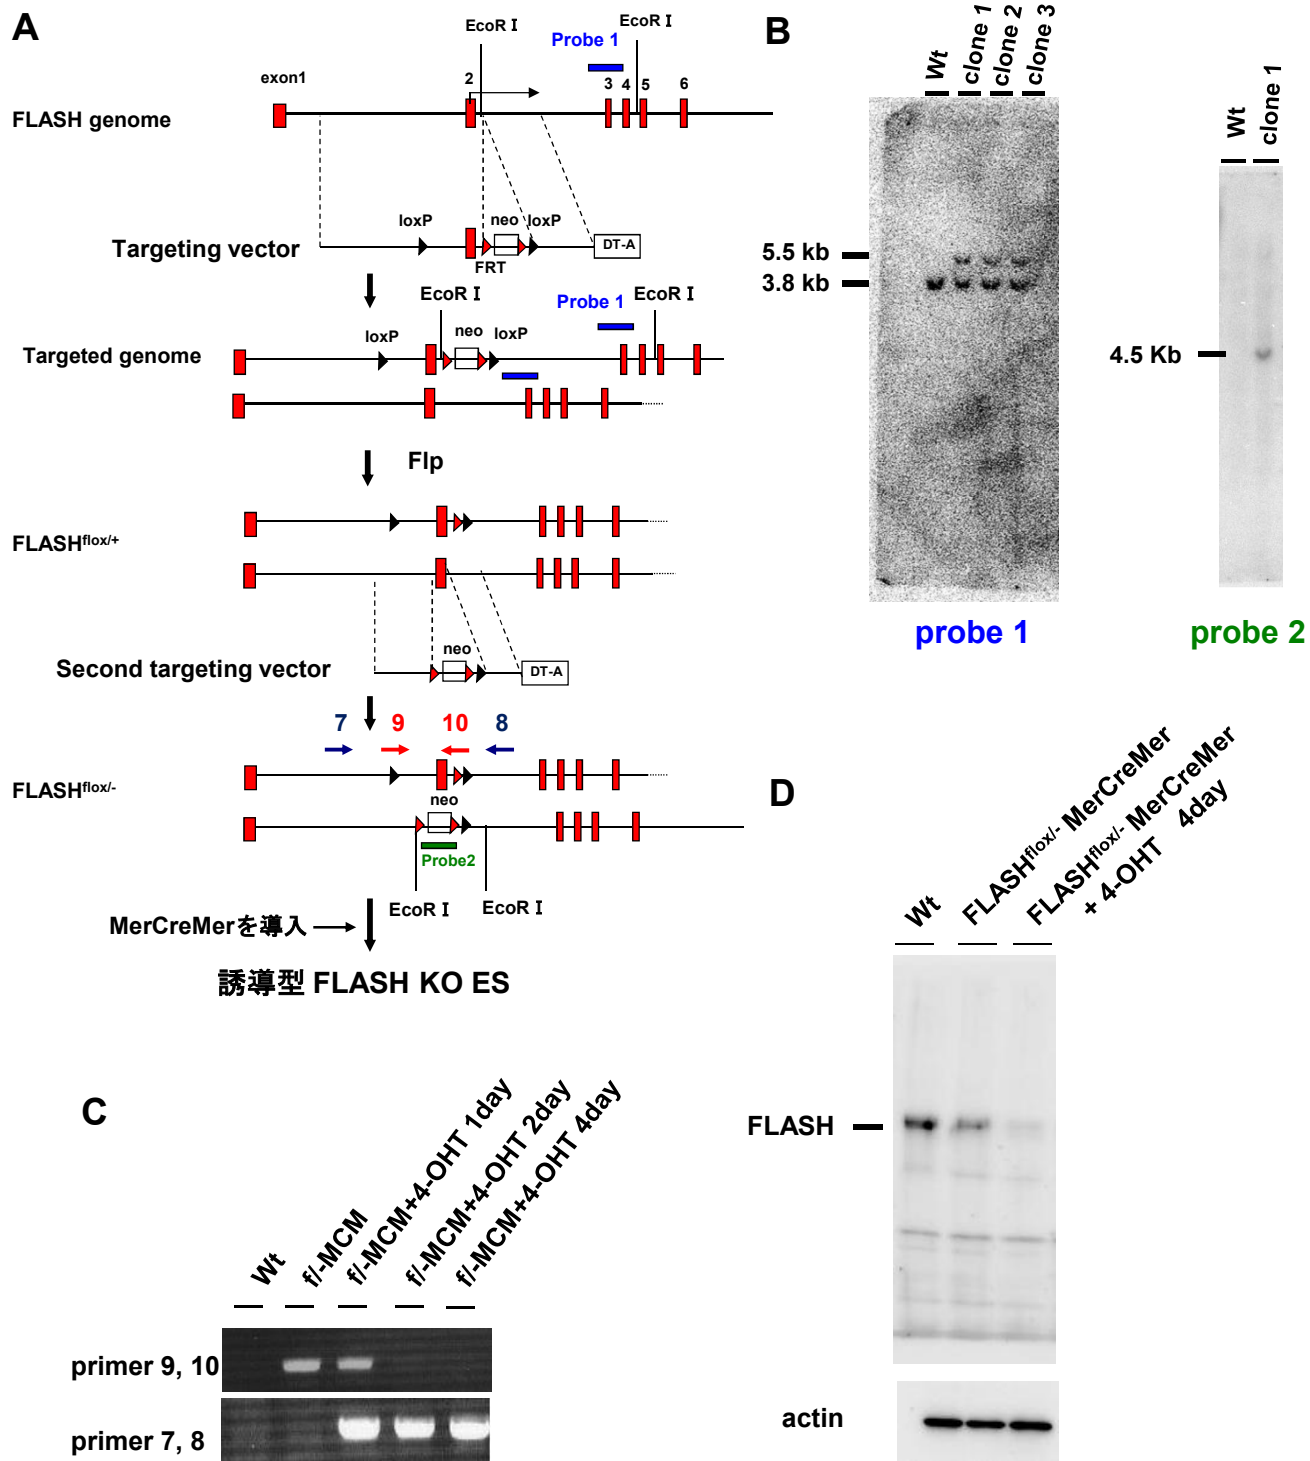 A
EcoR I
EcoR I
Probe 1
exon1
2
3
4
5
6
FLASH genome
loxP
neo
loxP
Targeting vector
DT-A
FRT
EcoR I
Probe 1
EcoR I
loxP
neo
loxP
Targeted genome
Flp
FLASHflox/+
neo
Second targeting vector
DT-A
7
9
10
8
FLASHflox/-
neo
Probe2
EcoR I
EcoR I
MerCreMerを導入
誘導型 FLASH KO ES
B
Wt
clone 1
clone 2
clone 3
5.5 kb
3.8 kb
probe 1
Wt
clone 1
4.5 Kb
probe 2
C
Wt
f/-MCM
f/-MCM+4-OHT 1day
f/-MCM+4-OHT 2day
f/-MCM+4-OHT 4day
primer 9, 10
primer 7, 8
D
Wt
FLASHflox/- MerCreMer
FLASHflox/- MerCreMer
+ 4-OHT 4day
FLASH
actin